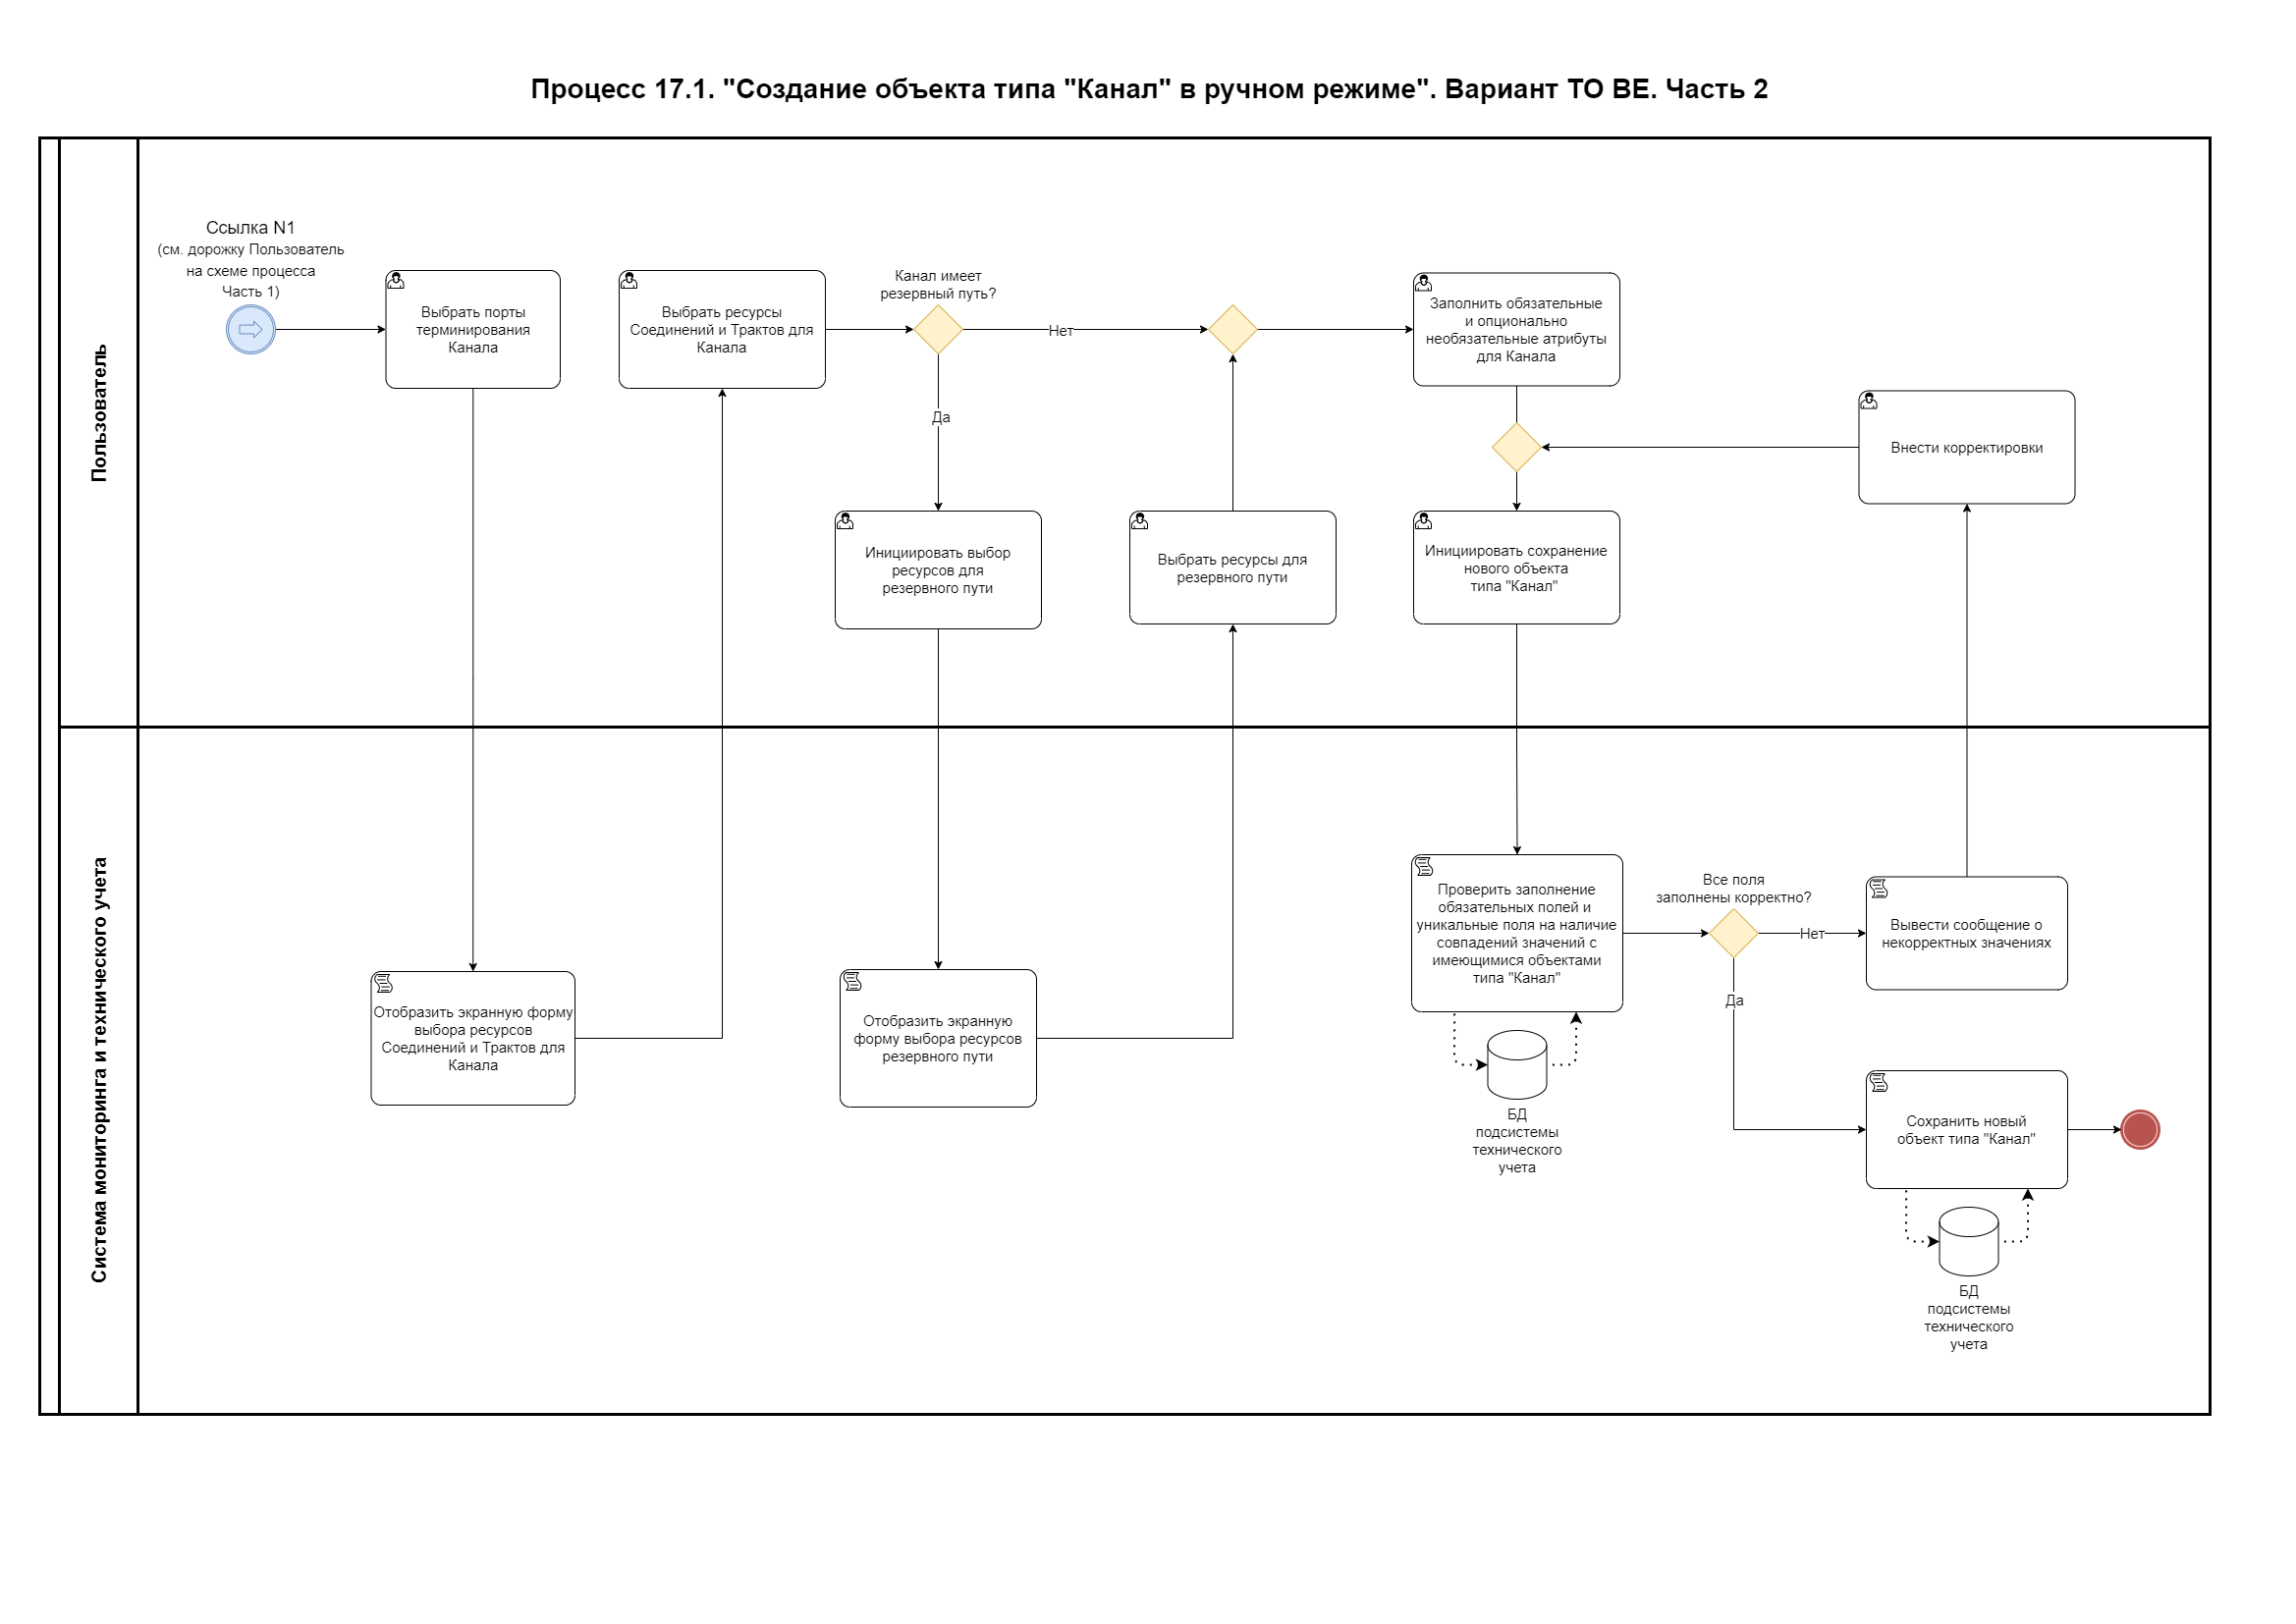 Процесс 17.1. "Создание объекта типа "Канал" в ручном режиме". Вариант TO BE. Часть 2
Пользователь
Ссылка N1
(см. дорожку Пользователь
на схеме процесса
Часть 1)
Выбрать порты
терминирования
Канала
Выбрать ресурсы
Соединений и Трактов для
Канала
Канал имеет
резервный путь?
Нет
Да
Заполнить обязательные
и опционально
необязательные атрибуты
для Канала
Внести корректировки
Инициировать выбор
ресурсов для
резервного пути
Выбрать ресурсы для
резервного пути
Инициировать сохранение
нового объекта
типа "Канал"
Система мониторинга и технического учета
Отобразить экранную форму
выбора ресурсов
Соединений и Трактов для
Канала
Отобразить экранную
форму выбора ресурсов
резервного пути
Проверить заполнение
обязательных полей и
уникальные поля на наличие
совпадений значений с
имеющимися объектами
типа "Канал"
Все поля
заполнены корректно?
Нет
Да
Вывести сообщение о
некорректных значениях
БД
подсистемы
технического
учета
Сохранить новый
объект типа "Канал"
БД
подсистемы
технического
учета